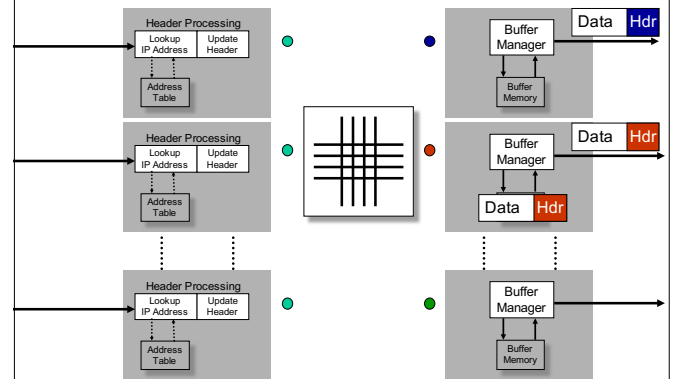 Header Processing
Lookup
IP Address
Update
Header
Address
Table
Buffer
Manager
Buffer
Memory
Data Hdr
Header Processing
Lookup
IP Address
Update
Header
Address
Table
Buffer
Manager
Data Hdr
Data Hdr
Header Processing
Lookup
IP Address
Update
Header
Address
Table
Buffer
Manager
Buffer
Memory